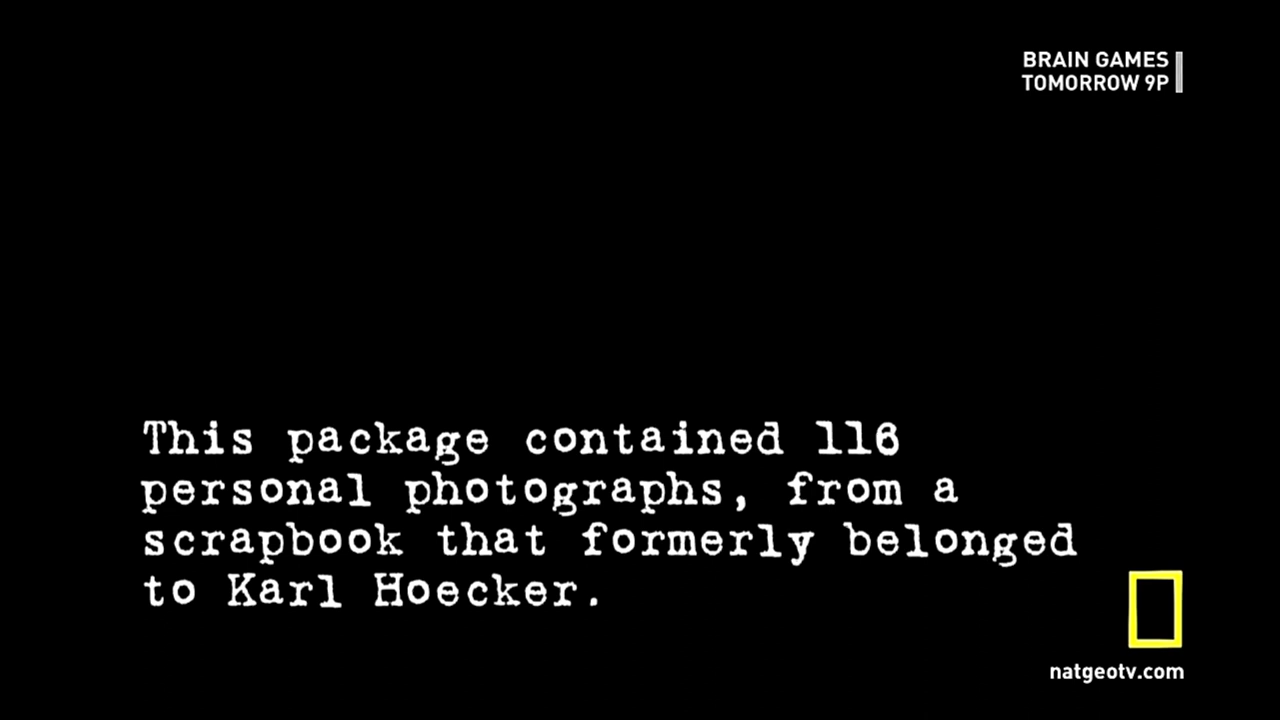 BRAIN GAMES
TOMORROW 9P
This package contained 116
personal photographs, from a
scrapbook that formerly belonged
to Karl Hoecker.
natgeotv.com